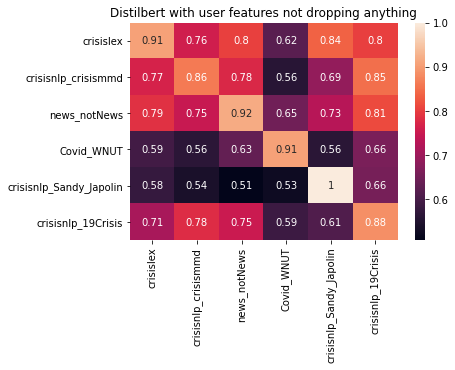 Distilbert with user features not dropping anything
crisislex 0.91 0.76 0.8 0.62 0.84 0.8
crisisnlp_crisismmd 0.77 0.86 0.78 0.56 0.69 0.85
news_notNews 0.79 0.75 0.92 0.65 0.73 0.81
Covid_WNUT 0.59 0.56 0.63 0.91 0.56 0.66
crisisnlp_Sandy_Japolin 0.58 0.54 0.51 0.53 1 0.66
crisisnlp_19Crisis 0.71 0.78 0.75 0.59 0.61 0.88
crisislex
crisisnlp_crisismmd
news_notNews
Covid_WNUT
crisisnlp_Sandy_Japolin
crisisnlp_19Crisis
1.0
0.9
0.8
0.7
0.6